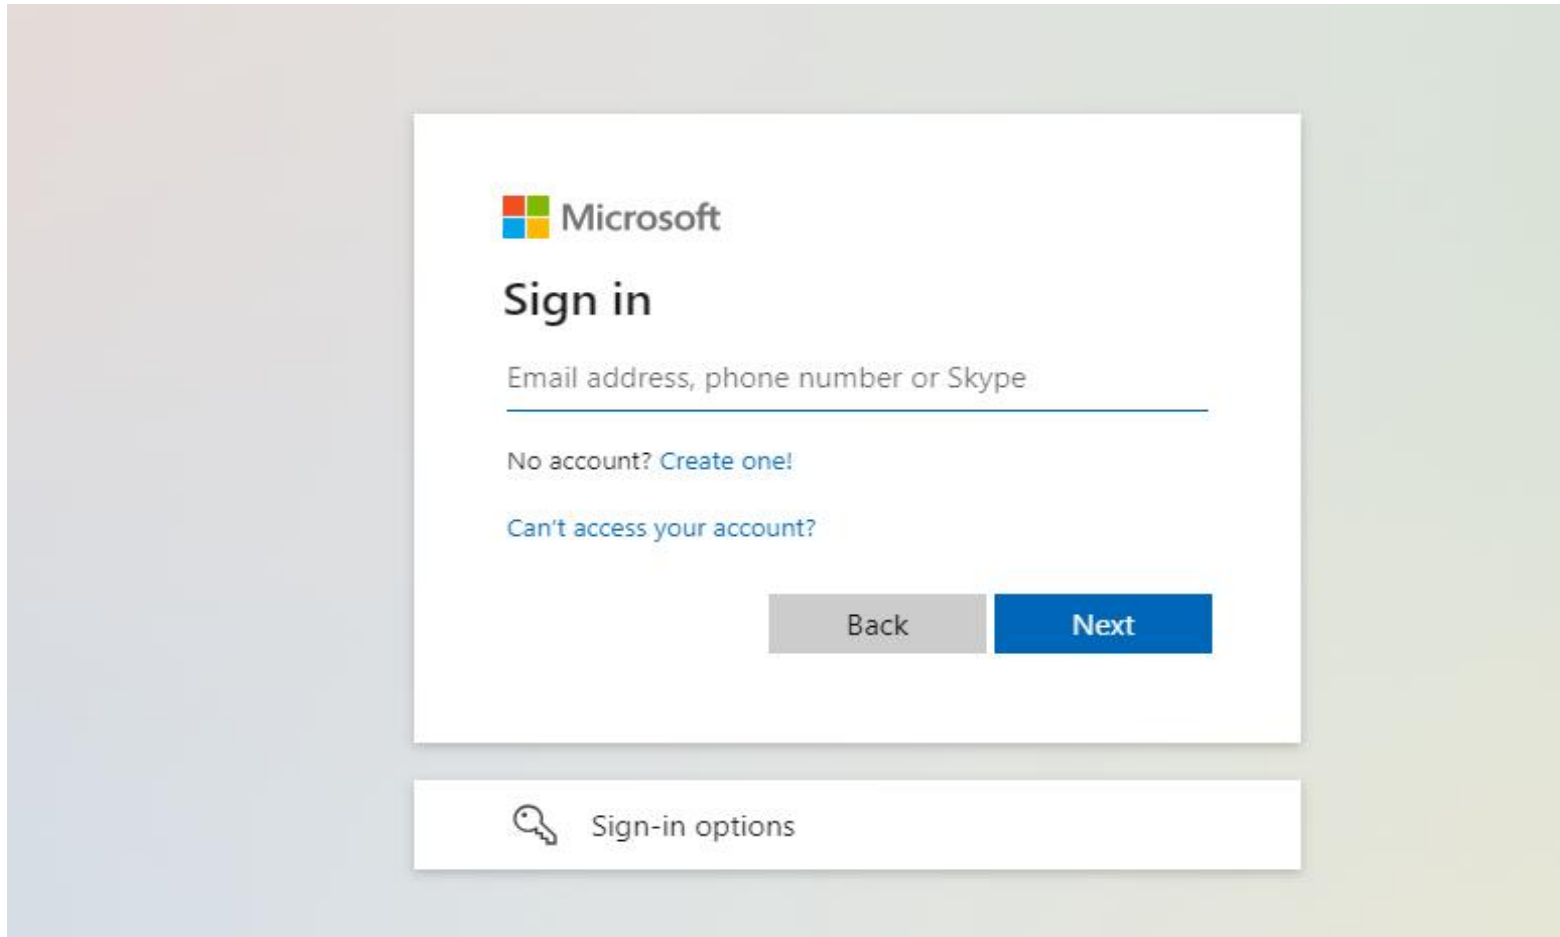 Microsoft
Sign in
Email address, phone number or Skype
No account? Create one!
Can't access your account?
Back
Next
Sign-in options